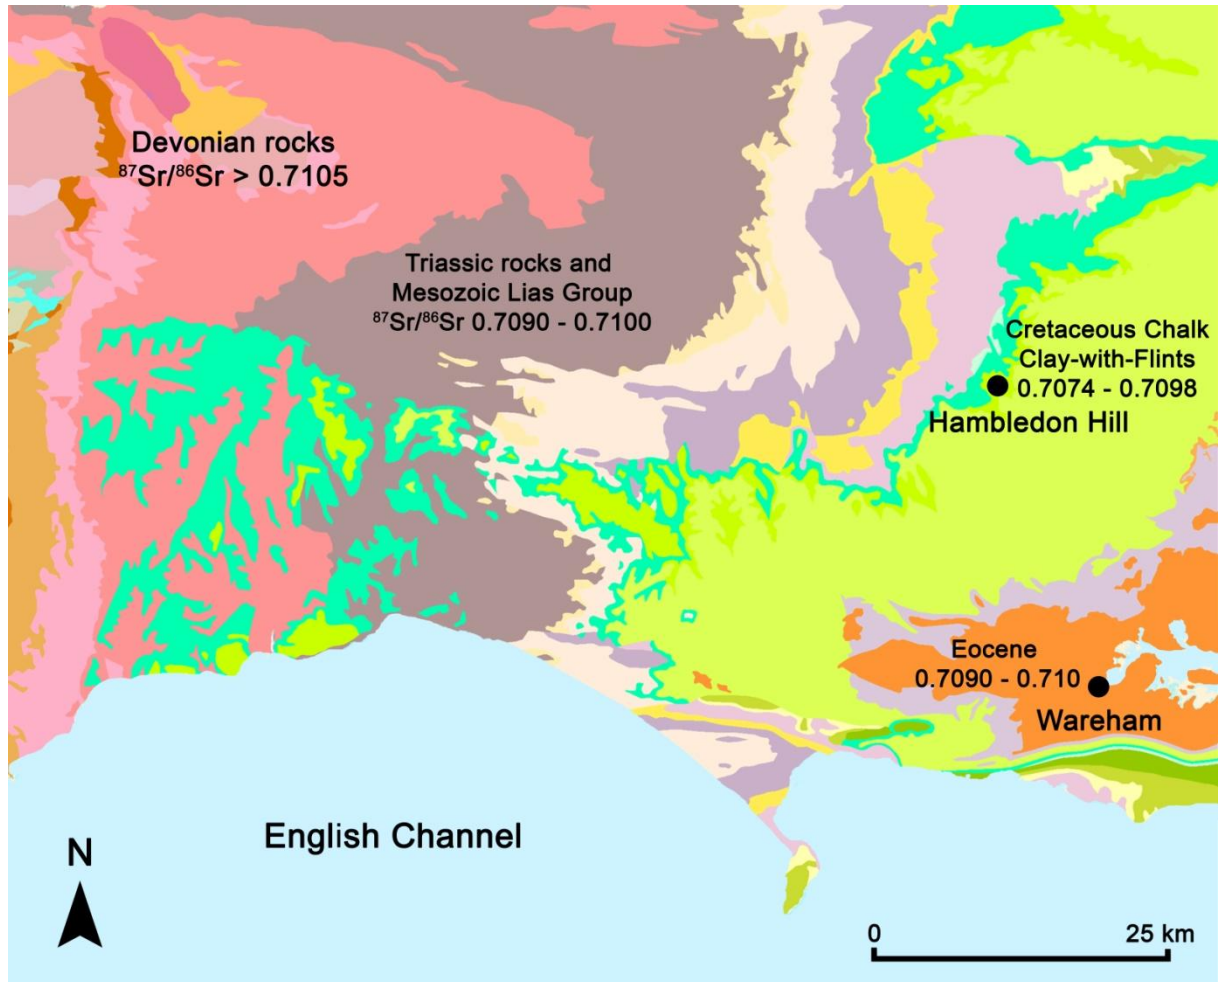 Devonian rocks
⁸⁷Sr/⁸⁶Sr > 0.7105
Triassic rocks and
Mesozoic Lias Group
⁸⁷Sr/⁸⁶Sr 0.7090 - 0.7100
Cretaceous Chalk
Clay-with-Flints
0.7074 - 0.7098
Hambledon Hill
Eocene
0.7090 - 0.710
Wareham
English Channel
N
0 25 km